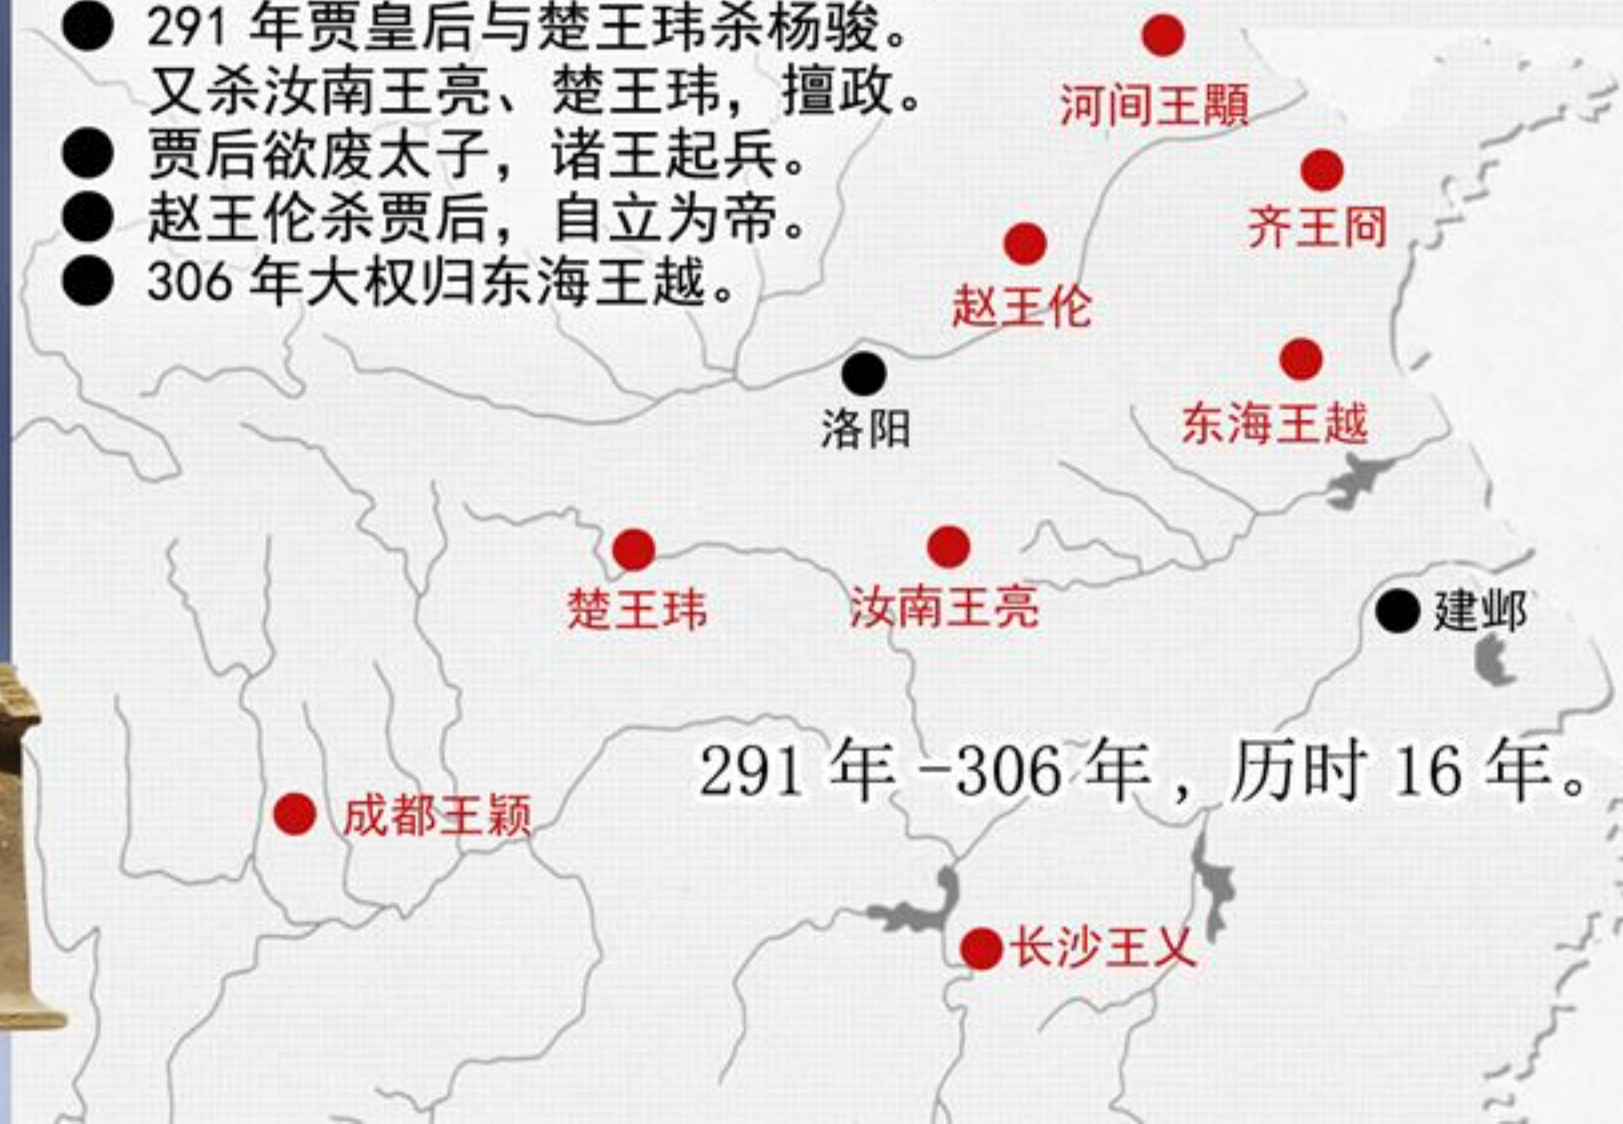 ● 291 年贾皇后与楚王玮杀杨骏。
又杀汝南王亮、楚王玮，擅政。
● 贾后欲废太子，诸王起兵。
● 赵王伦杀贾后，自立为帝。
● 306 年大权归东海王越。
河间王顒
齐王冏
赵王伦
东海王越
洛阳
楚王玮
汝南王亮
建邺
291 年 -306 年，历时 16 年。
成都王颖
长沙王乂